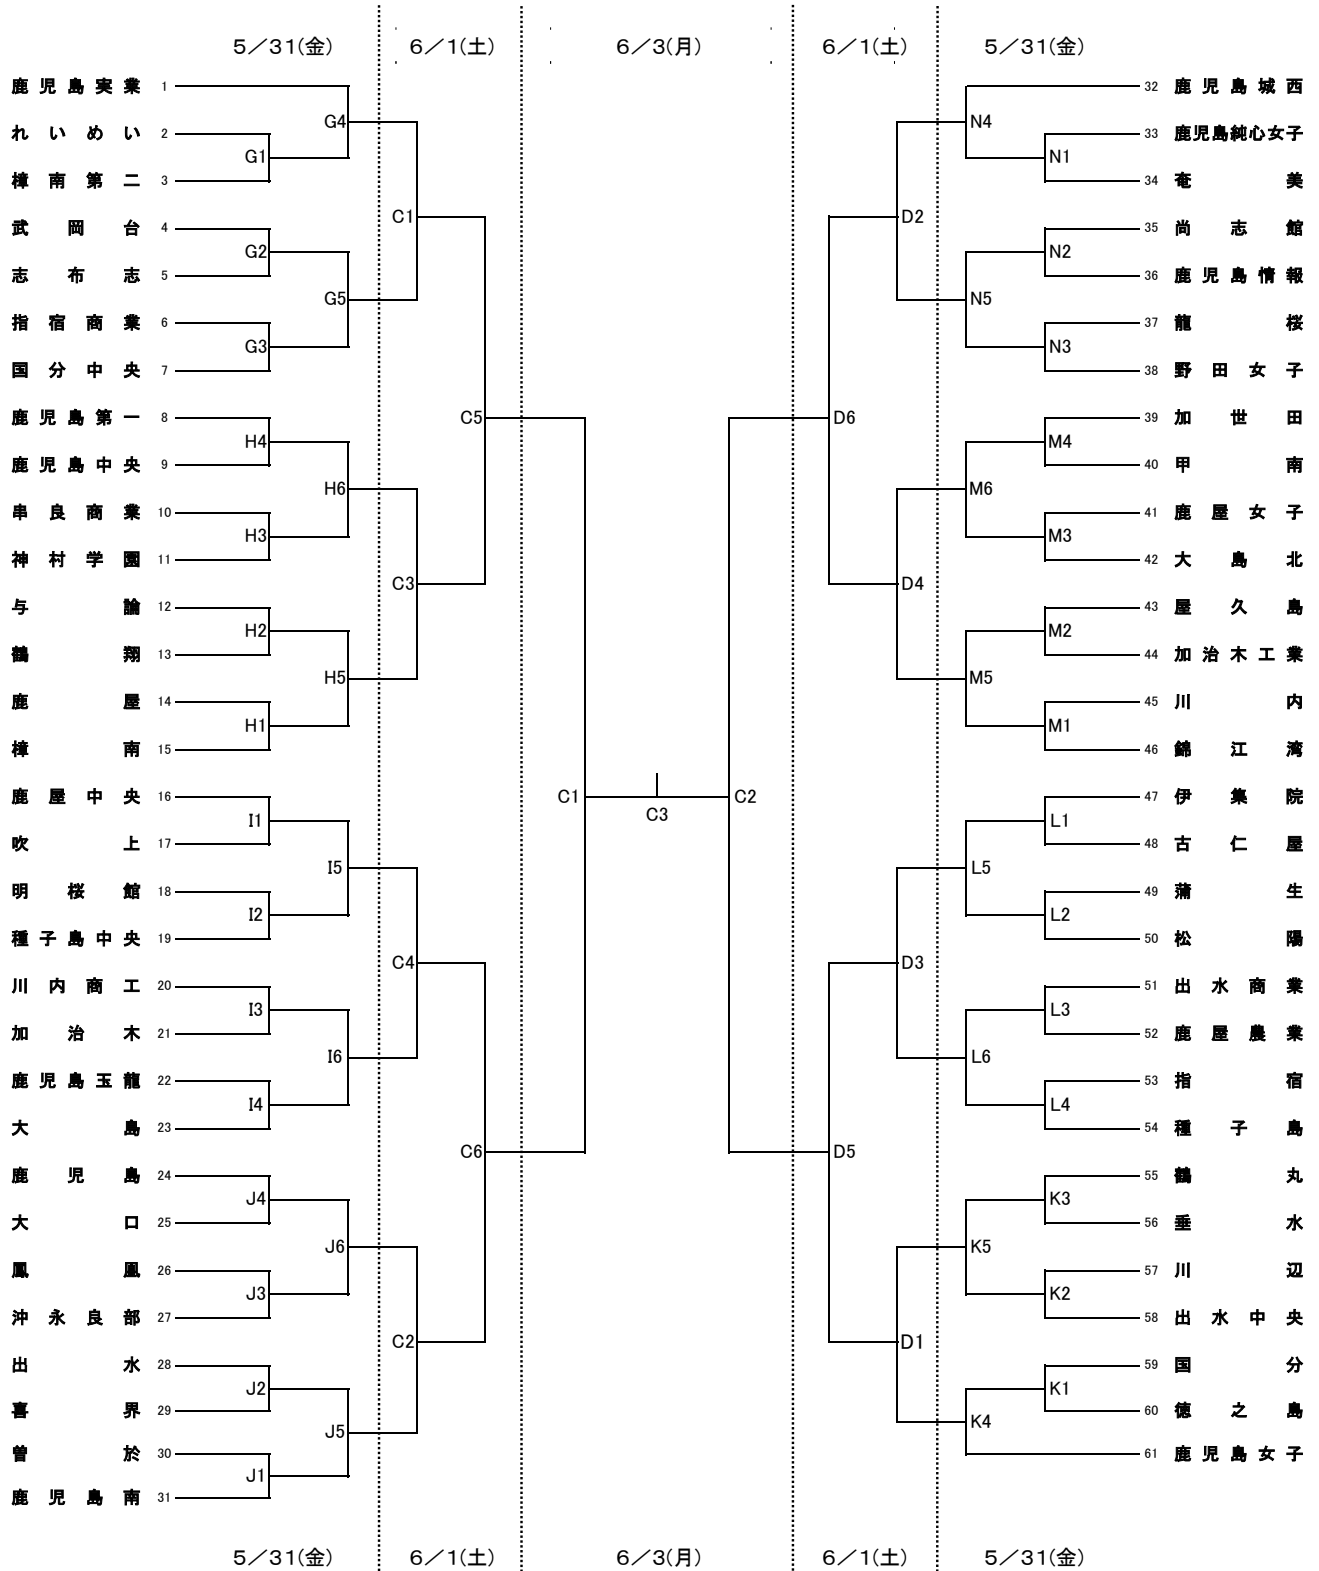 5／31(金) 6／1(土) 6／3(月) 6／1(土) 5／31(金)
鹿児島実業 1
れいめい 2
樟南第二 3
武岡台 4
志布志 5
指宿商業 6
国分中央 7
鹿児島第一 8
鹿児島中央 9
串良商業 10
神村学園 11
与論 12
鶴翔 13
鹿屋 14
樟南 15
鹿屋中央 16
吹上 17
明桜館 18
種子島中央 19
川内商工 20
加治木 21
鹿児島玉龍 22
大島 23
鹿児島 24
大口 25
鳳凰 26
沖永良部 27
出水 28
喜界 29
曽於 30
鹿児島南 31
G1
G2
G3
H4
H3
H2
H1
I1
I2
I3
I4
J4
J3
J2
J1
G4
G5
H6
H5
I5
I6
J6
J5
C1
C3
C4
C2
C5
C6
C1
C3
C2
D6
D5
D2
D4
D3
D1
N4
N5
M6
M5
L5
L6
K5
K4
N1
N2
N3
M4
M3
M2
M1
L1
L2
L3
L4
K3
K2
K1
32 鹿児島城西
33 鹿児島純心女子
34 奄美
35 尚志館
36 鹿児島情報
37 龍桜
38 野田女子
39 加世田
40 甲南
41 鹿屋女子
42 大島北
43 屋久島
44 加治木工業
45 川内
46 錦江湾
47 伊集院
48 古仁屋
49 蒲生
50 松陽
51 出水商業
52 鹿屋農業
53 指宿
54 種子島
55 鶴丸
56 垂水
57 川辺
58 出水中央
59 国分
60 徳之島
61 鹿児島女子
5／31(金) 6／1(土) 6／3(月) 6／1(土) 5／31(金)